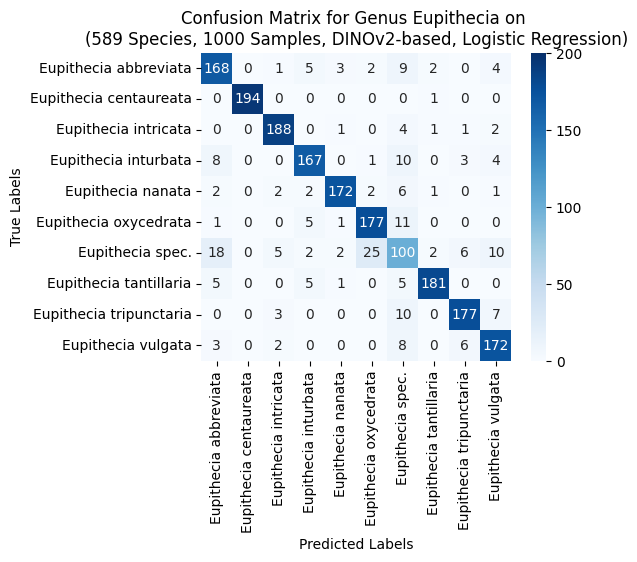 Confusion Matrix for Genus Eupithecia on
(589 Species, 1000 Samples, DINOv2-based, Logistic Regression)
True Labels
Eupithecia abbreviata 168 0 1 5 3 2 9 2 0 4
Eupithecia centaureata 0 194 0 0 0 0 0 1 0 0
Eupithecia intricata 0 0 188 0 1 0 4 1 1 2
Eupithecia inturbata 8 0 0 167 0 1 10 0 3 4
Eupithecia nanata 2 0 2 2 172 2 6 1 0 1
Eupithecia oxycedrata 1 0 0 5 1 177 11 0 0 0
Eupithecia spec. 18 0 5 2 2 25 100 2 6 10
Eupithecia tantillaria 5 0 0 5 1 0 5 181 0 0
Eupithecia tripunctaria 0 0 3 0 0 0 10 0 177 7
Eupithecia vulgata 3 0 2 0 0 0 8 0 6 172
Eupithecia abbreviata
Eupithecia centaureata
Eupithecia intricata
Eupithecia inturbata
Eupithecia nanata
Eupithecia oxycedrata
Eupithecia spec.
Eupithecia tantillaria
Eupithecia tripunctaria
Eupithecia vulgata
Predicted Labels
200
150
100
50
0